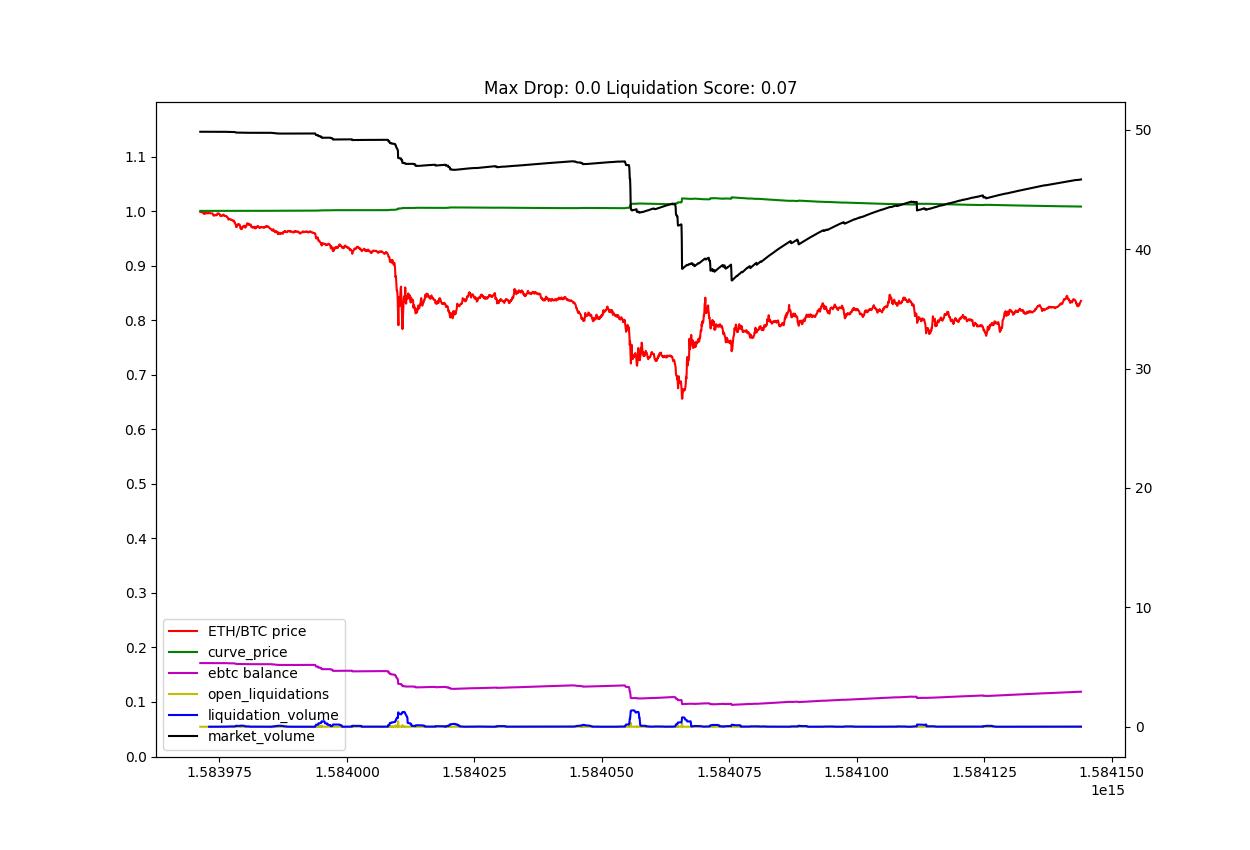 Max Drop: 0.0 Liquidation Score: 0.07
1.1
1.0
0.9
0.8
0.7
0.6
0.5
0.4
0.3
0.2
0.1
0.0
50
40
30
20
10
0
ETH/BTC price
curve_price
ebtc balance
open_liquidations
liquidation_volume
market_volume
1.583975 1.584000 1.584025 1.584050 1.584075 1.584100 1.584125 1.584150
1e15